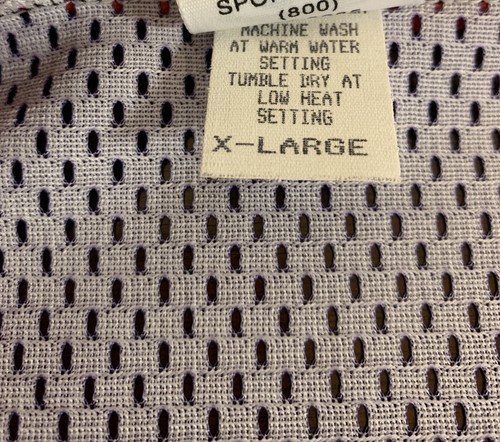 (800)
MACHINE WASH
AT WARM WATER
SETTING
TUMBLE DRY AT
LOW HEAT
SETTING
X-LARGE